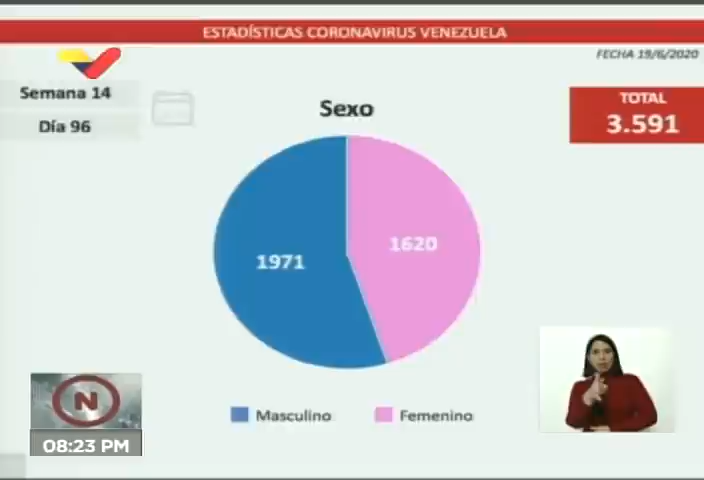 ESTADÍSTICAS CORONAVIRUS VENEZUELA
FECHA 19/6/2020
Semana 14
Día 96
TOTAL
3.591
Sexo
1971
1620
Masculino
Femenino
N
08:23 PM